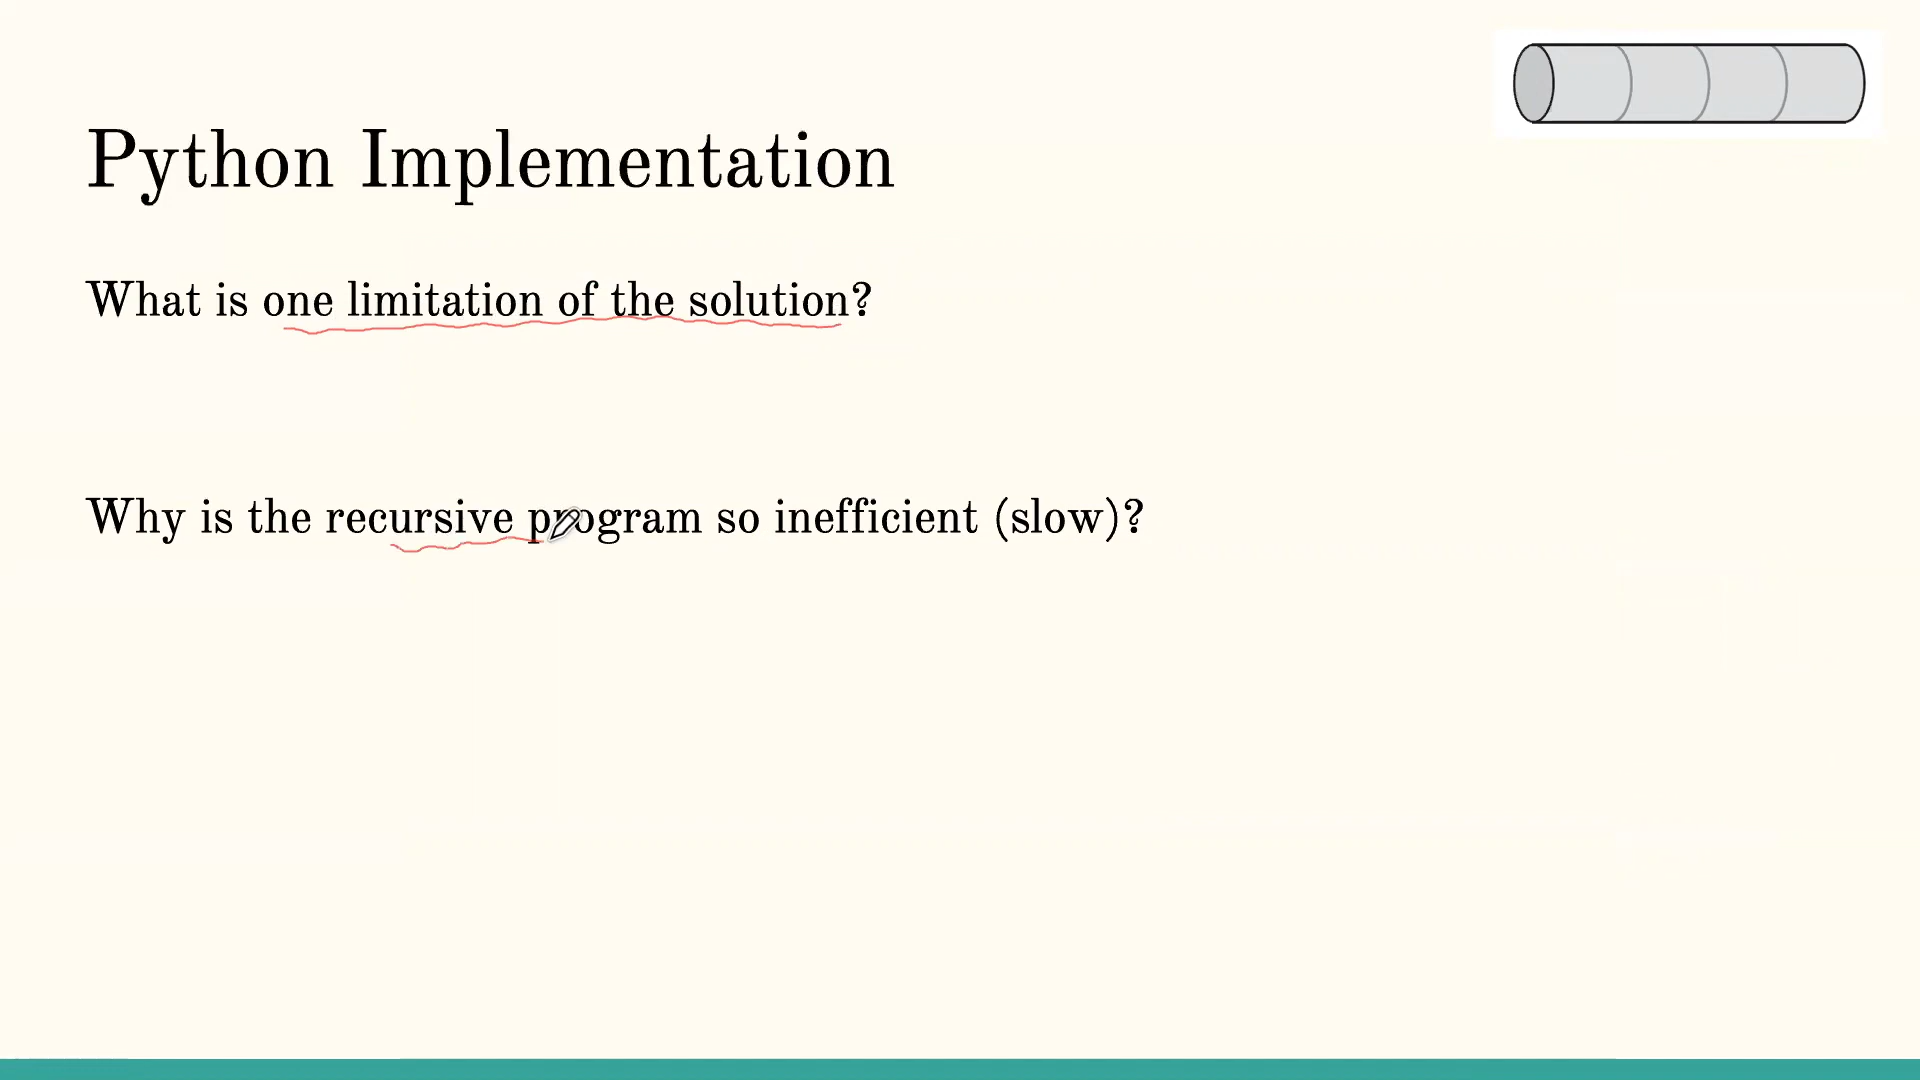 Python Implementation
What is one limitation of the solution?
Why is the recursive program so inefficient (slow)?